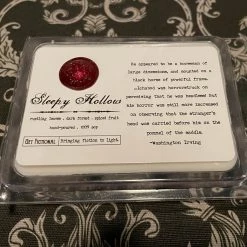 Sleepy Hollow
rustling leaves . dark forest . spiced fruit
hand-poured . 100% soy
Get Fictional
Bringing fiction to light.
He appeared to be a horseman of
large dimensions, and mounted on a
black horse of powerful frame.
...Ichabod was horrorstruck on
perceiving that he was headless! but
his horror was still more increased
on observing that the stranger's
head was carried before him on the
pommel of the saddle.
-Washington Irving